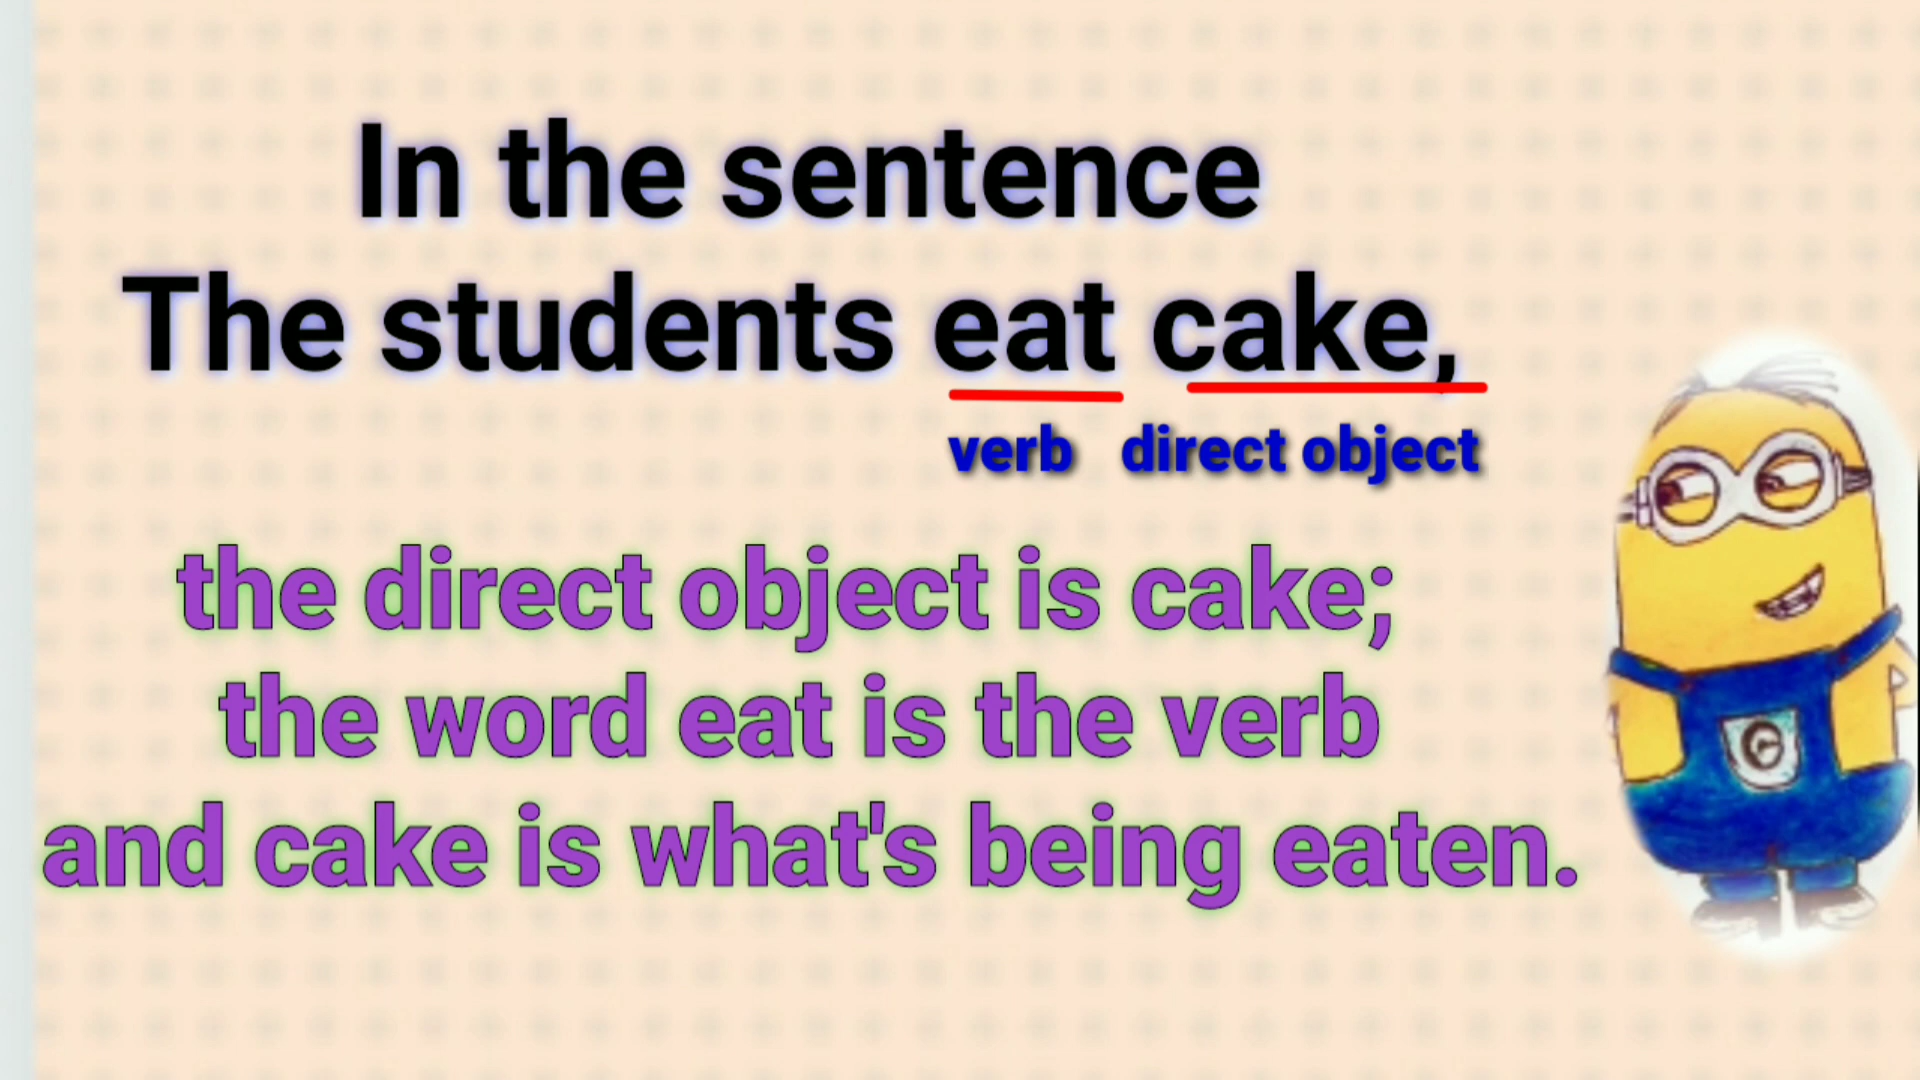 In the sentence
The students eat cake,
verb direct object
the direct object is cake;
the word eat is the verb
and cake is what's being eaten.